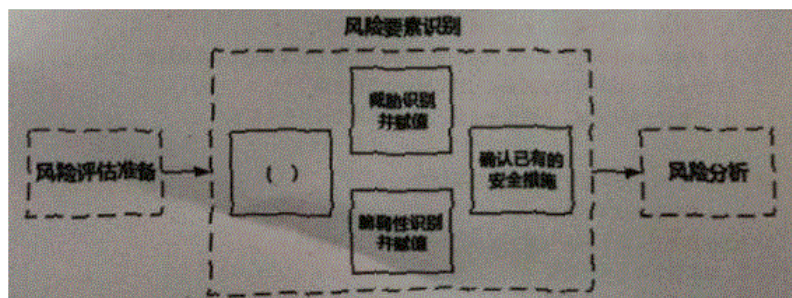 风险要素识别
威胁识别
并赋值
风险评估准备
( )
确认已有的
安全措施
风险分析
脆弱性识别
并赋值